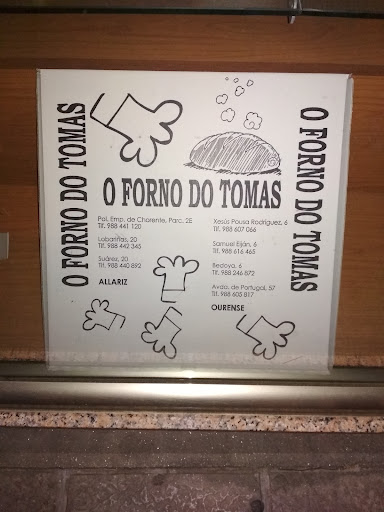 O FORNO DO TOMAS
O FORNO DO TOMAS
O FORNO DO TOMAS
Pol. Emp. de Chorente, Parc. 2E
Tlf. 988 441 120
Lobariñas, 20
Tlf. 988 442 345
Suárez, 20
Tlf. 988 440 892
ALLARIZ
Xesús Pousa Rodríguez, 6
Tlf. 988 607 066
Samuel Eiján, 6
Tlf. 988 616 465
Bedoya, 6
Tlf. 988 246 872
Avda. de Portugal, 57
Tlf. 988 605 817
OURENSE